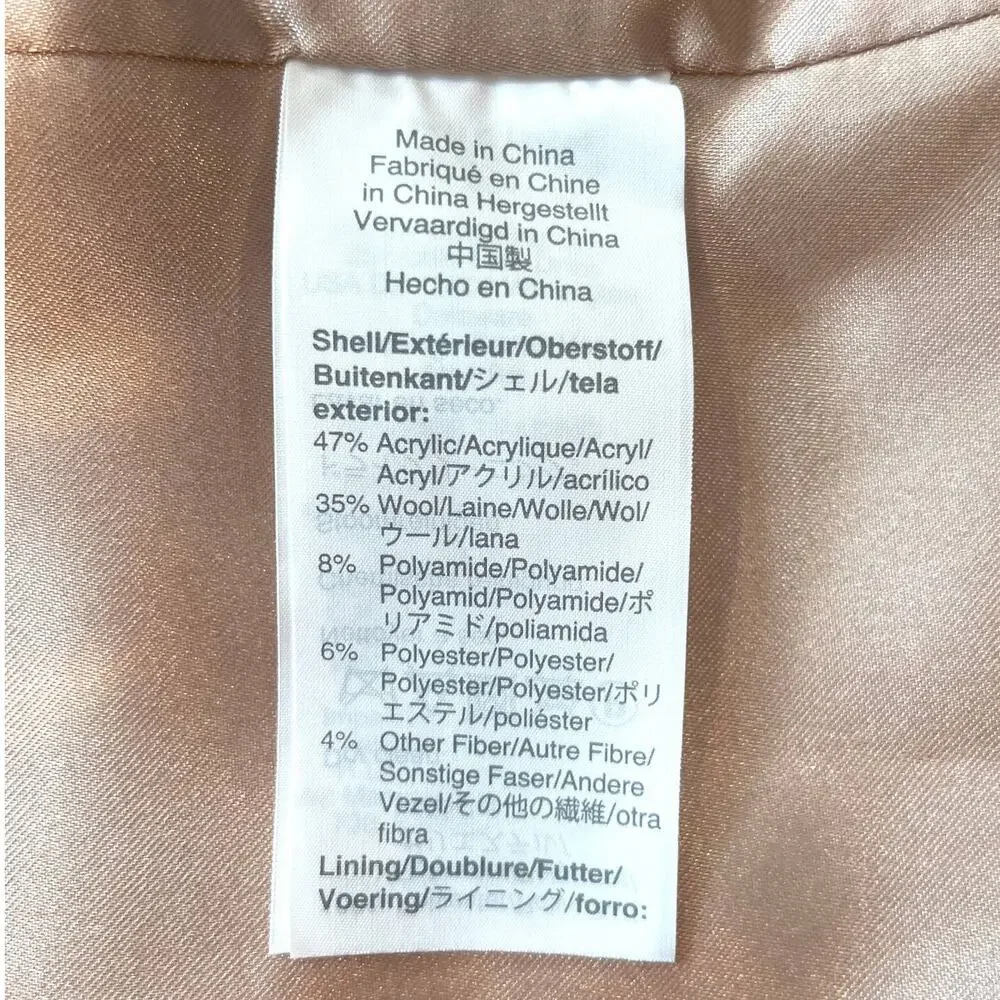 Made in China
Fabriqué en Chine
in China Hergestellt
Vervaardigd in China
中国製
Hecho en China
Shell/Extérieur/Oberstoff/
Buitenkant/シェル/tela
exterior:
47% Acrylic/Acrylique/Acryl/
Acryl/アクリル/acrílico
35% Wool/Laine/Wolle/Wol/
ウール/lana
8% Polyamide/Polyamide/
Polyamid/Polyamide/ポ
リアミド/poliamida
6% Polyester/Polyester/
Polyester/Polyester/ポリ
エステル/poliéster
4% Other Fiber/Autre Fibre/
Sonstige Faser/Andere
Vezel/その他の繊維/otra
fibra
Lining/Doublure/Futter/
Voering/ライニング/forro: